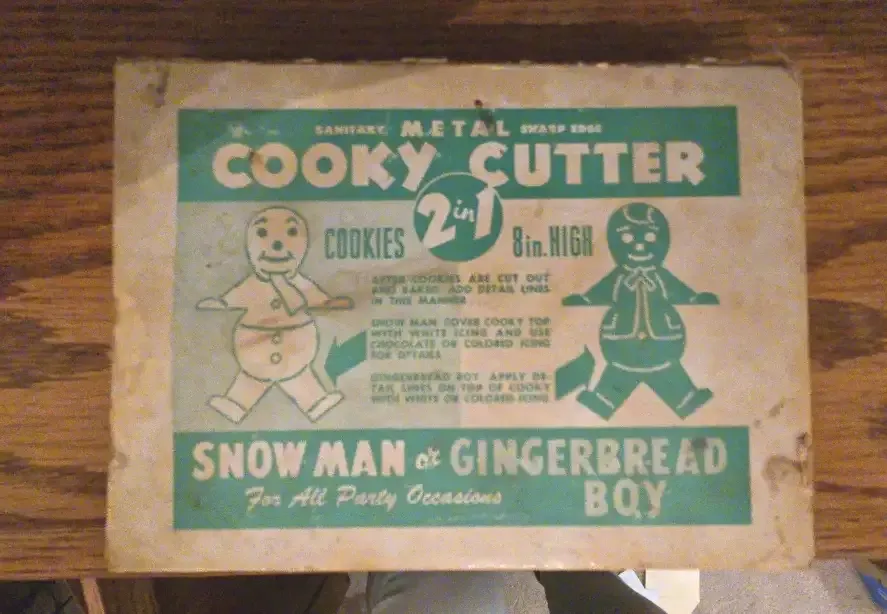 SANITARY METAL SHARP EDGE
COOKY CUTTER
2 in 1
COOKIES 8 in. HIGH
AFTER COOKIES ARE CUT OUT
AND BAKED ADD DETAIL LINES
IN THIS MANNER
SNOW MAN COVER COOKY TOP
WITH WHITE ICING AND USE
CHOCOLATE OR COLORED ICING
FOR DETAILS
GINGERBREAD BOY APPLY DE-
TAIL LINES ON TOP OF COOKY
WITH WHITE OR COLORED ICING
SNOW MAN or GINGERBREAD
For All Party Occasions BOY